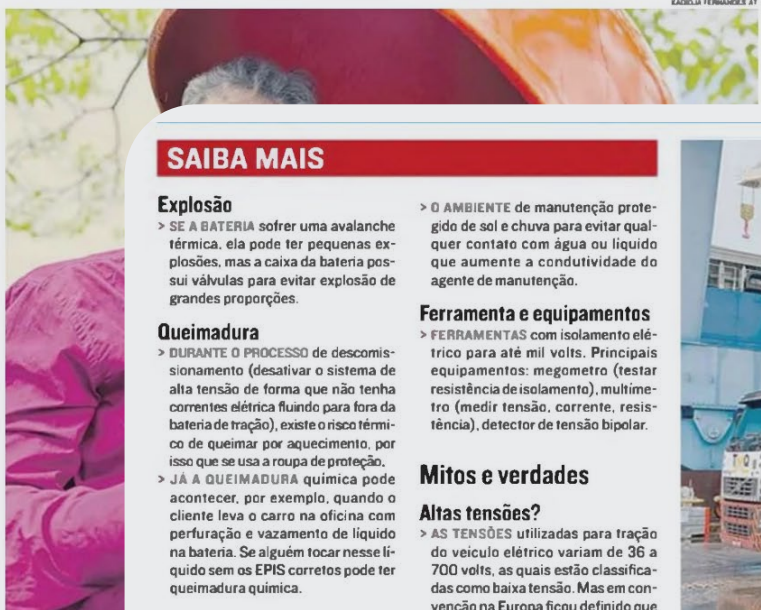 SAIBA MAIS
Explosão
> SE A BATERIA sofrer uma avalanche
térmica, ela pode ter pequenas ex-
plosões, mas a caixa da bateria pos-
sui válvulas para evitar explosão de
grandes proporções.
Queimadura
> DURANTE O PROCESSO de descomis-
sionamento (desativar o sistema de
alta tensão de forma que não tenha
correntes elétrica fluindo para fora da
bateria de tração), existe o risco térmi-
co de queimar por aquecimento, por
isso que se usa a roupa de proteção.
> JÁ A QUEIMADURA química pode
acontecer, por exemplo, quando o
cliente leva o carro na oficina com
perfuração e vazamento de líquido
na bateria. Se alguém tocar nesse lí-
quido sem os EPIS corretos pode ter
queimadura química.
> O AMBIENTE de manutenção prote-
gido de sol e chuva para evitar qual-
quer contato com água ou líquido
que aumente a condutividade do
agente de manutenção.
Ferramenta e equipamentos
> FERRAMENTAS com isolamento elé-
trico para até mil volts. Principais
equipamentos: megometro (testar
resistência de isolamento), multíme-
tro (medir tensão, corrente, resis-
tência), detector de tensão bipolar.
Mitos e verdades
Altas tensões?
> AS TENSÕES utilizadas para tração
do veículo elétrico variam de 36 a
700 volts, as quais estão classifica-
das como baixa tensão. Mas em con-
venção na Europa ficou definido que